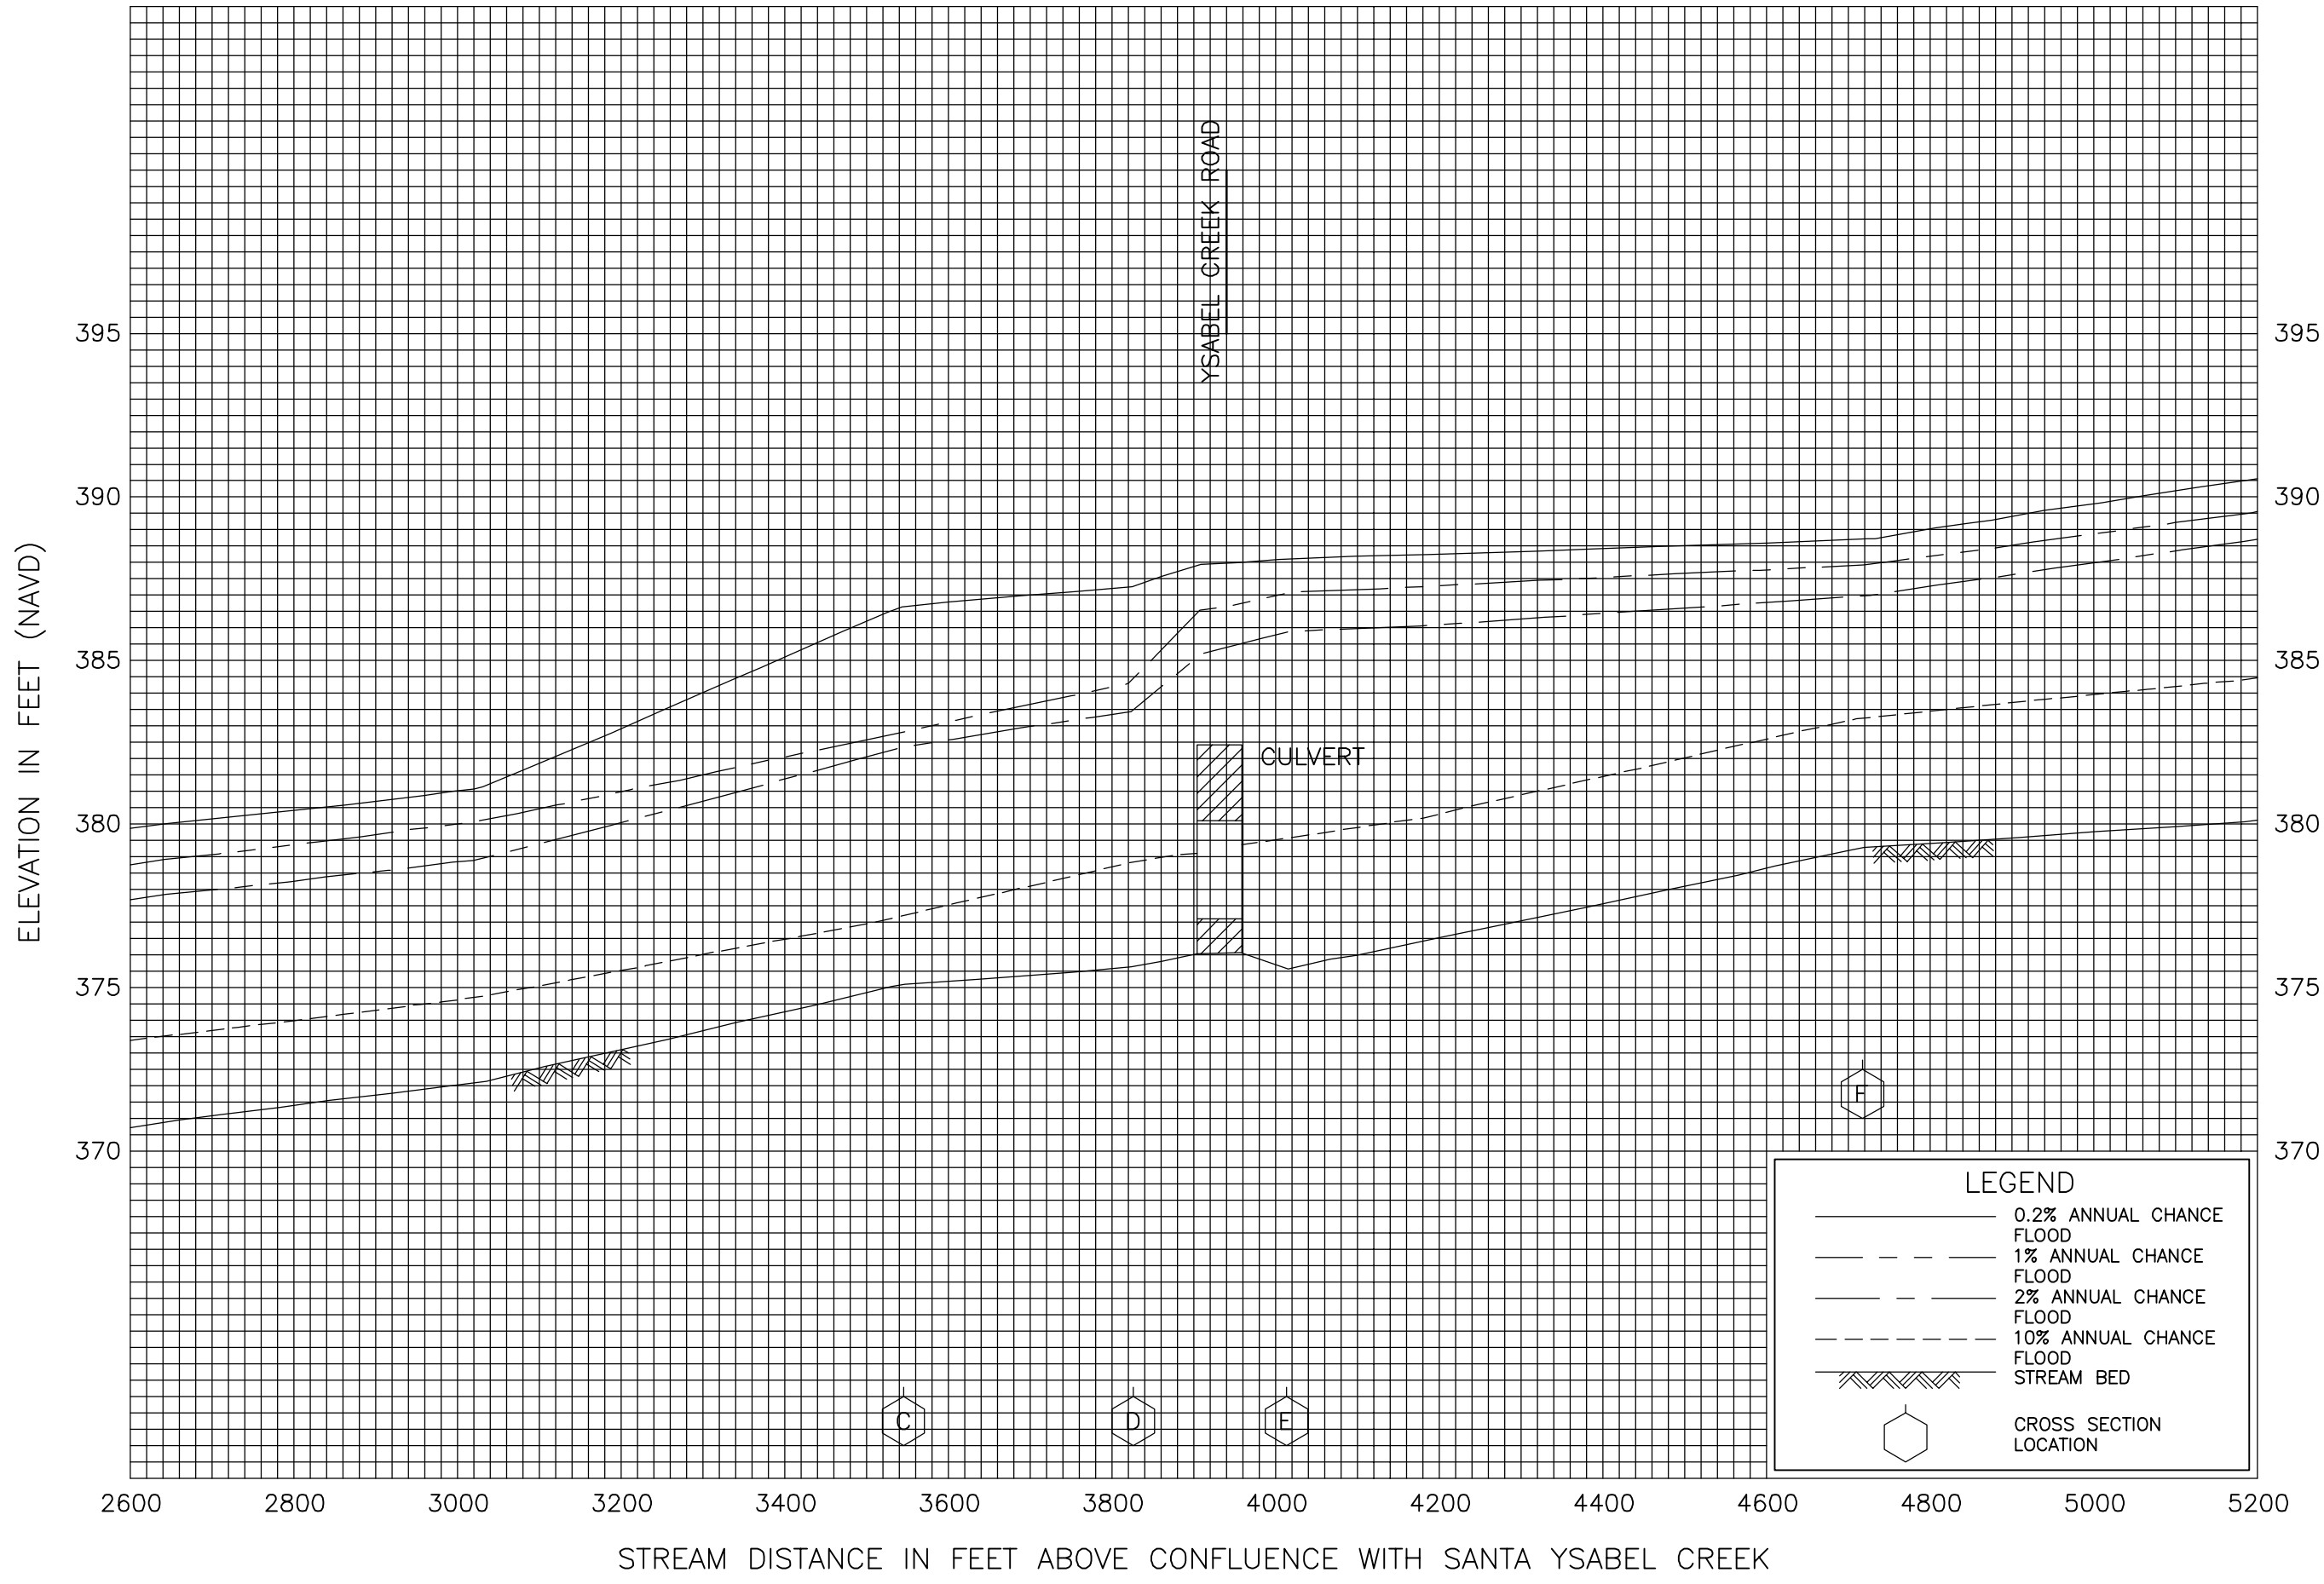 YSABEL CREEK ROAD
ELEVATION IN FEET (NAVD)
395 395
390 390
385 385
CULVERT
380 380
375 375
F
370 370
LEGEND
0.2% ANNUAL CHANCE
FLOOD
1% ANNUAL CHANCE
FLOOD
2% ANNUAL CHANCE
FLOOD
10% ANNUAL CHANCE
FLOOD
STREAM BED
CROSS SECTION
LOCATION
C D E
2600 2800 3000 3200 3400 3600 3800 4000 4200 4400 4600 4800 5000 5200
STREAM DISTANCE IN FEET ABOVE CONFLUENCE WITH SANTA YSABEL CREEK